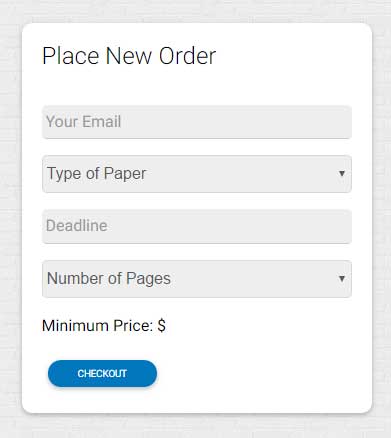 Place New Order
Your Email
Type of Paper
Deadline
Number of Pages
Minimum Price: $
CHECKOUT